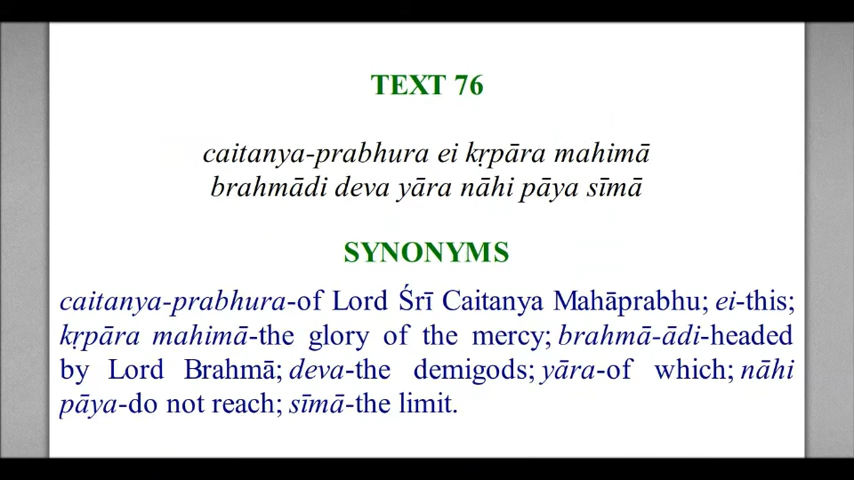 TEXT 76
caitanya-prabhura ei kṛpāra mahimā
brahmādi deva yāra nāhi pāya sīmā
SYNONYMS
caitanya-prabhura-of Lord Śrī Caitanya Mahāprabhu; ei-this;
kṛpāra mahimā-the glory of the mercy; brahmā-ādi-headed
by Lord Brahmā; deva-the demigods; yāra-of which; nāhi
pāya-do not reach; sīmā-the limit.